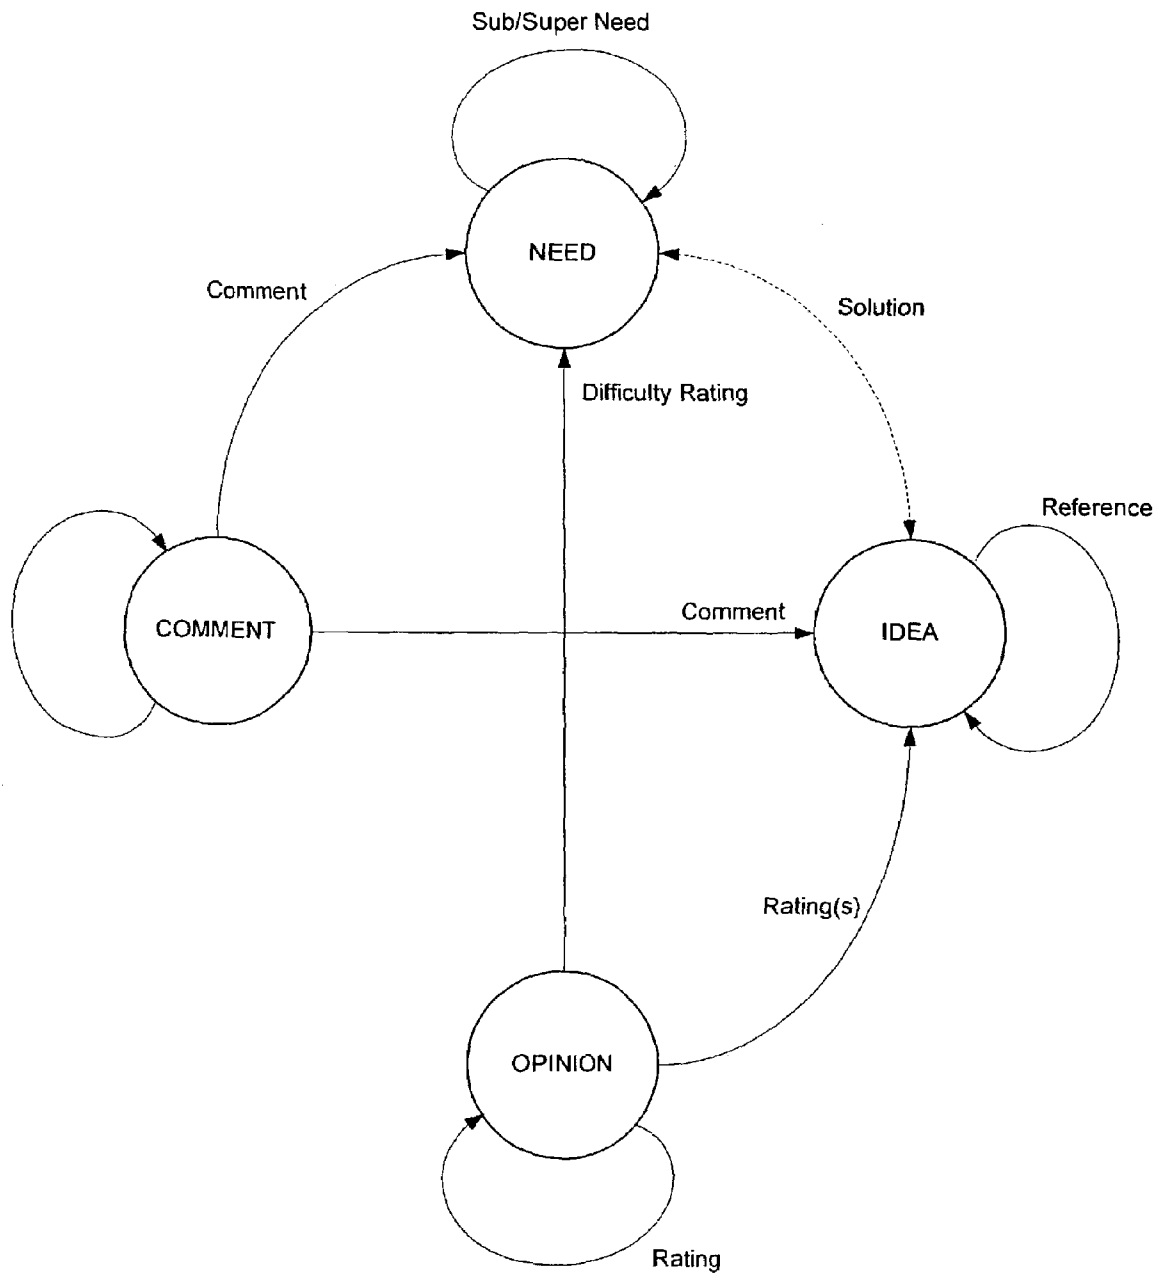 Sub/Super Need
NEED
Comment
Solution
Difficulty Rating
Reference
COMMENT
Comment
IDEA
Rating(s)
OPINION
Rating